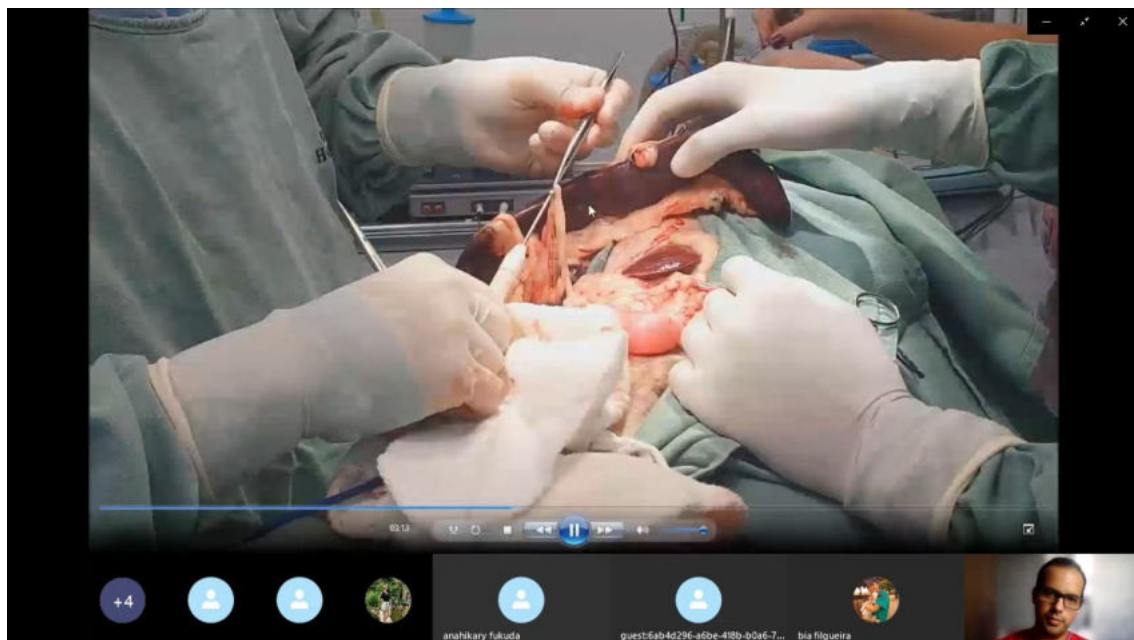 H
03:13
+4
anahikary fukuda
guest:6ab4d296-a6be-418b-b0a6-7...
bia filgueira